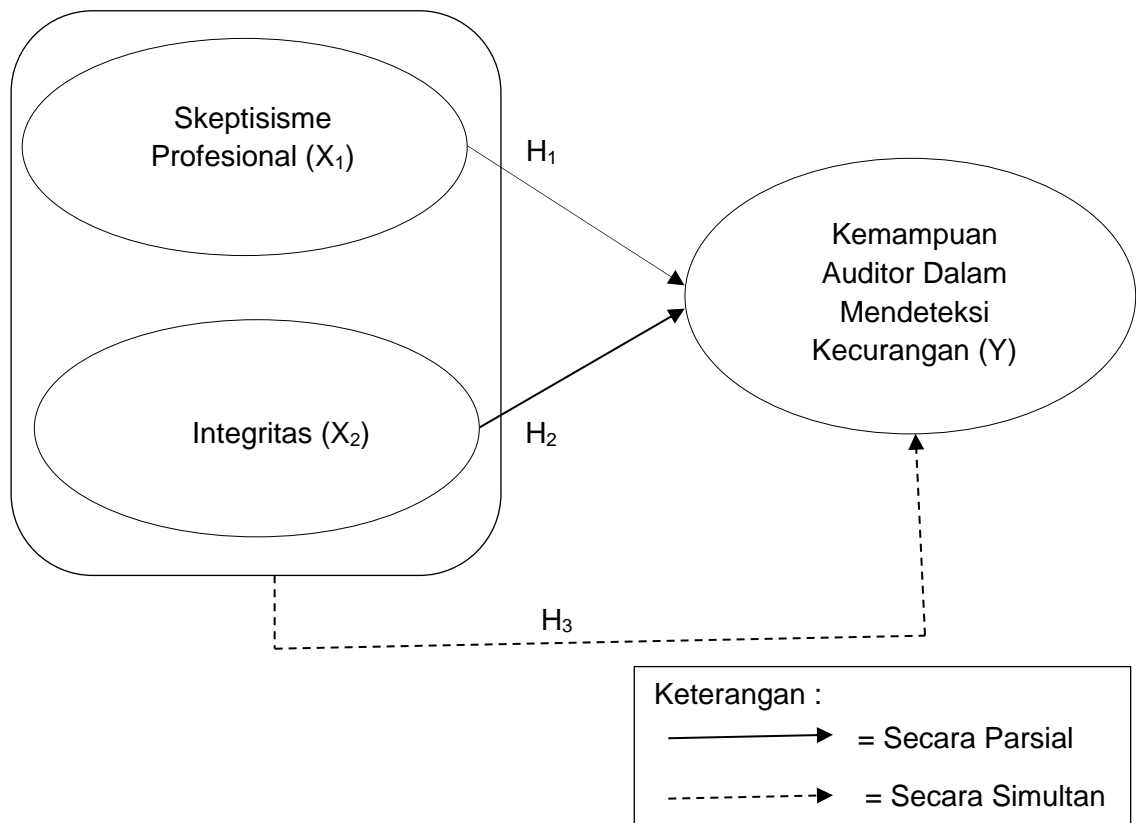 Skeptisisme
Profesional (X₁)
H₁
Kemampuan
Auditor Dalam
Mendeteksi
Kecurangan (Y)
Integritas (X₂)
H₂
H₃
Keterangan :
= Secara Parsial
= Secara Simultan